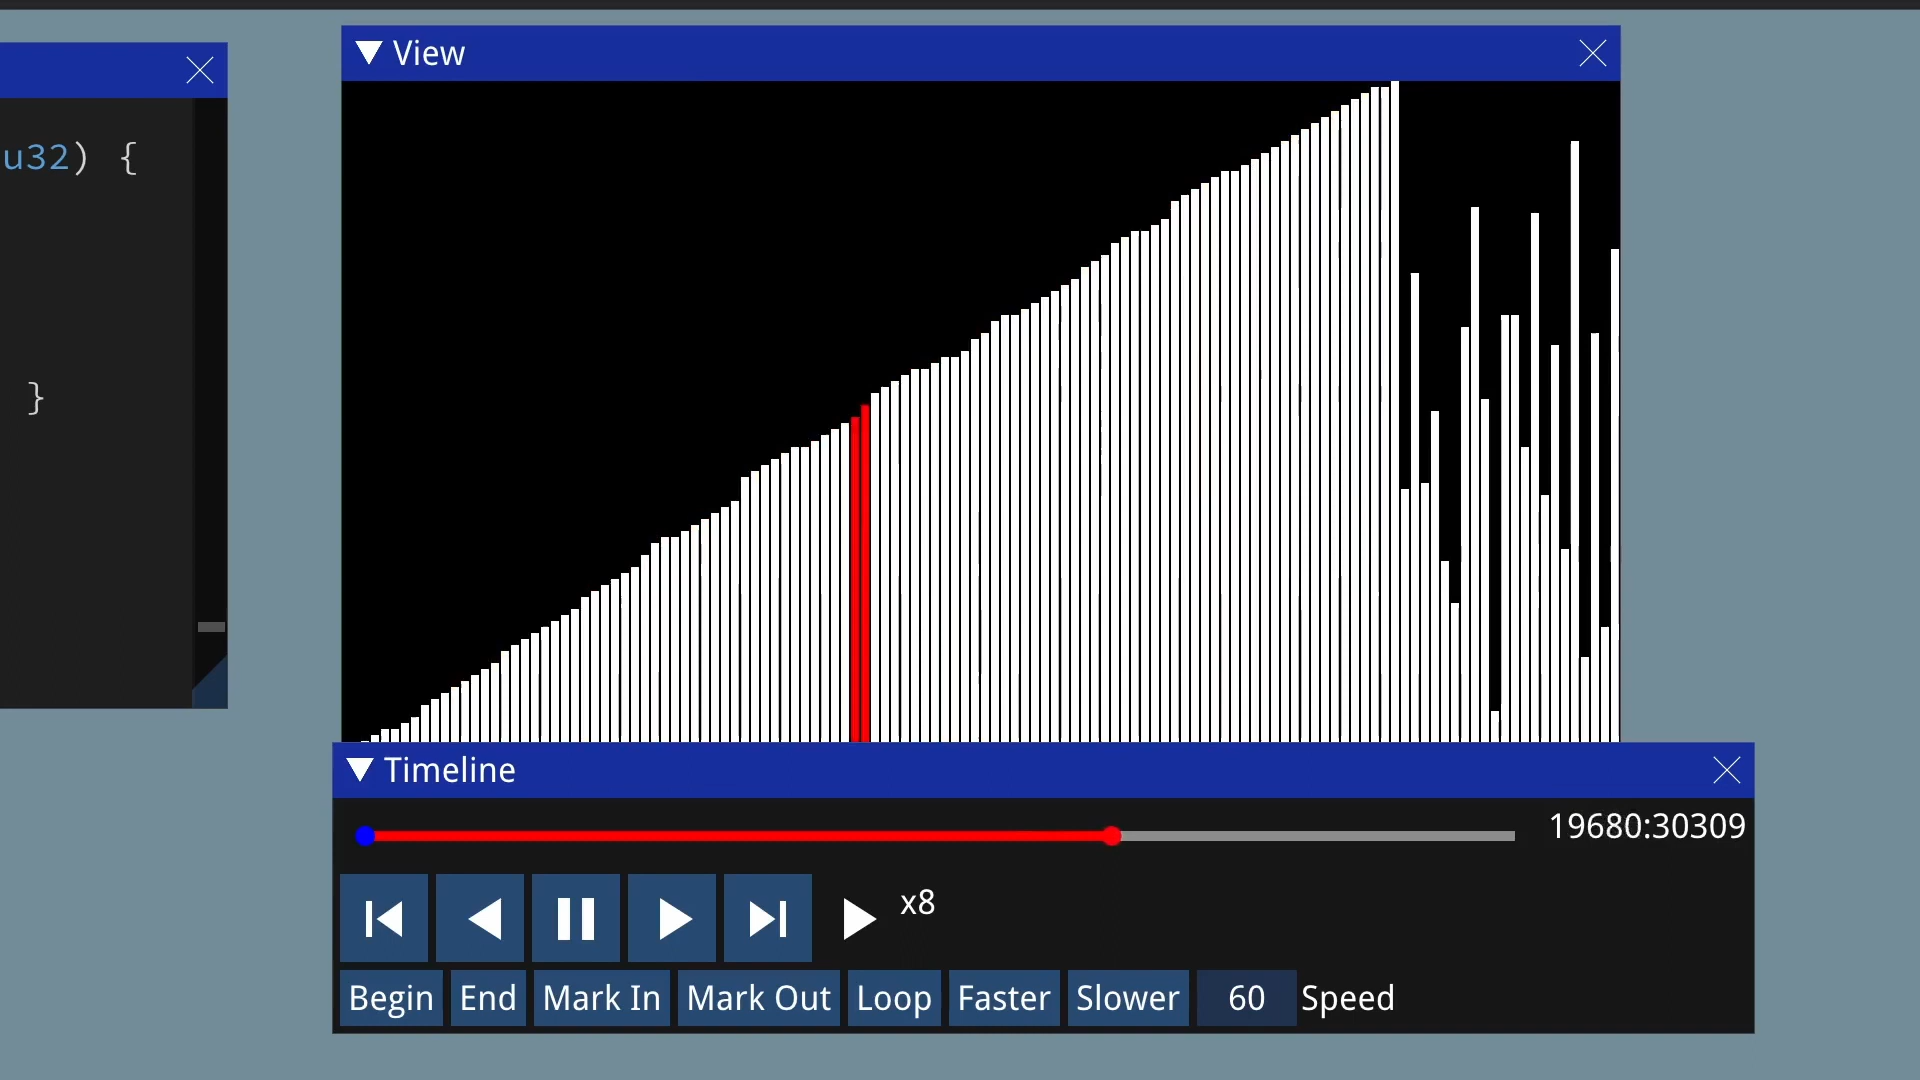 View
u32) {
}
Timeline
19680:30309
x8
Begin End Mark In Mark Out Loop Faster Slower 60 Speed